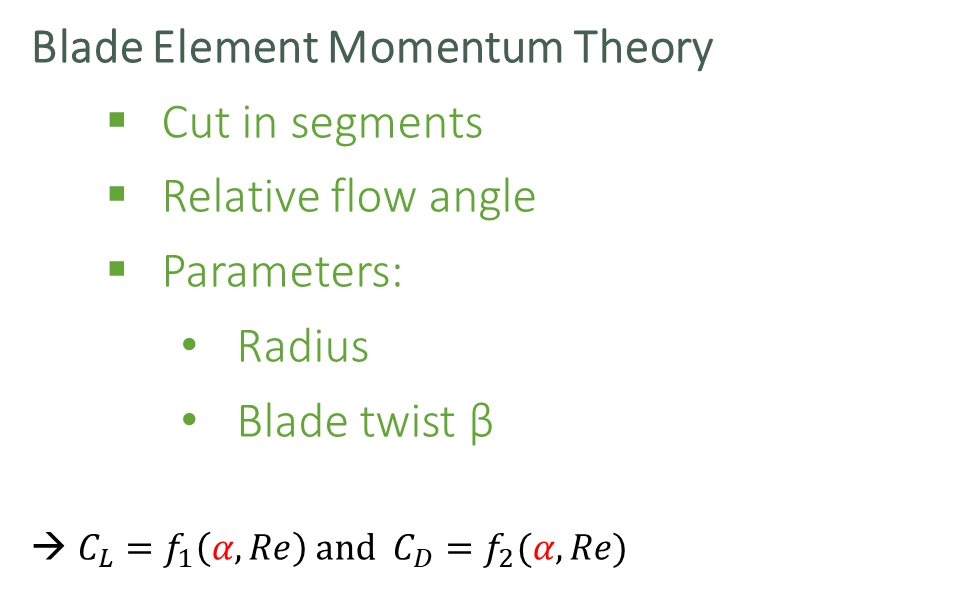 Blade Element Momentum Theory
▪ Cut in segments
▪ Relative flow angle
▪ Parameters:
• Radius
• Blade twist β
→ C_L = f_1(α, Re) and C_D = f_2(α, Re)